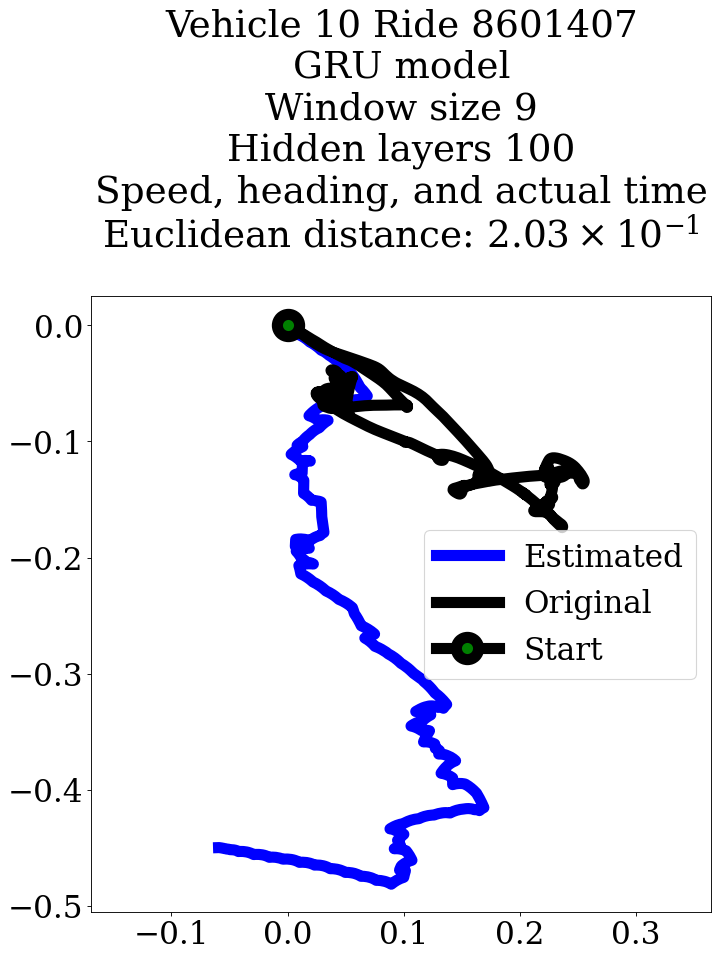 Vehicle 10 Ride 8601407
GRU model
Window size 9
Hidden layers 100
Speed, heading, and actual time
Euclidean distance: 2.03 × 10⁻¹
0.0
−0.1
−0.2
−0.3
−0.4
−0.5
Estimated
Original
Start
−0.1 0.0 0.1 0.2 0.3